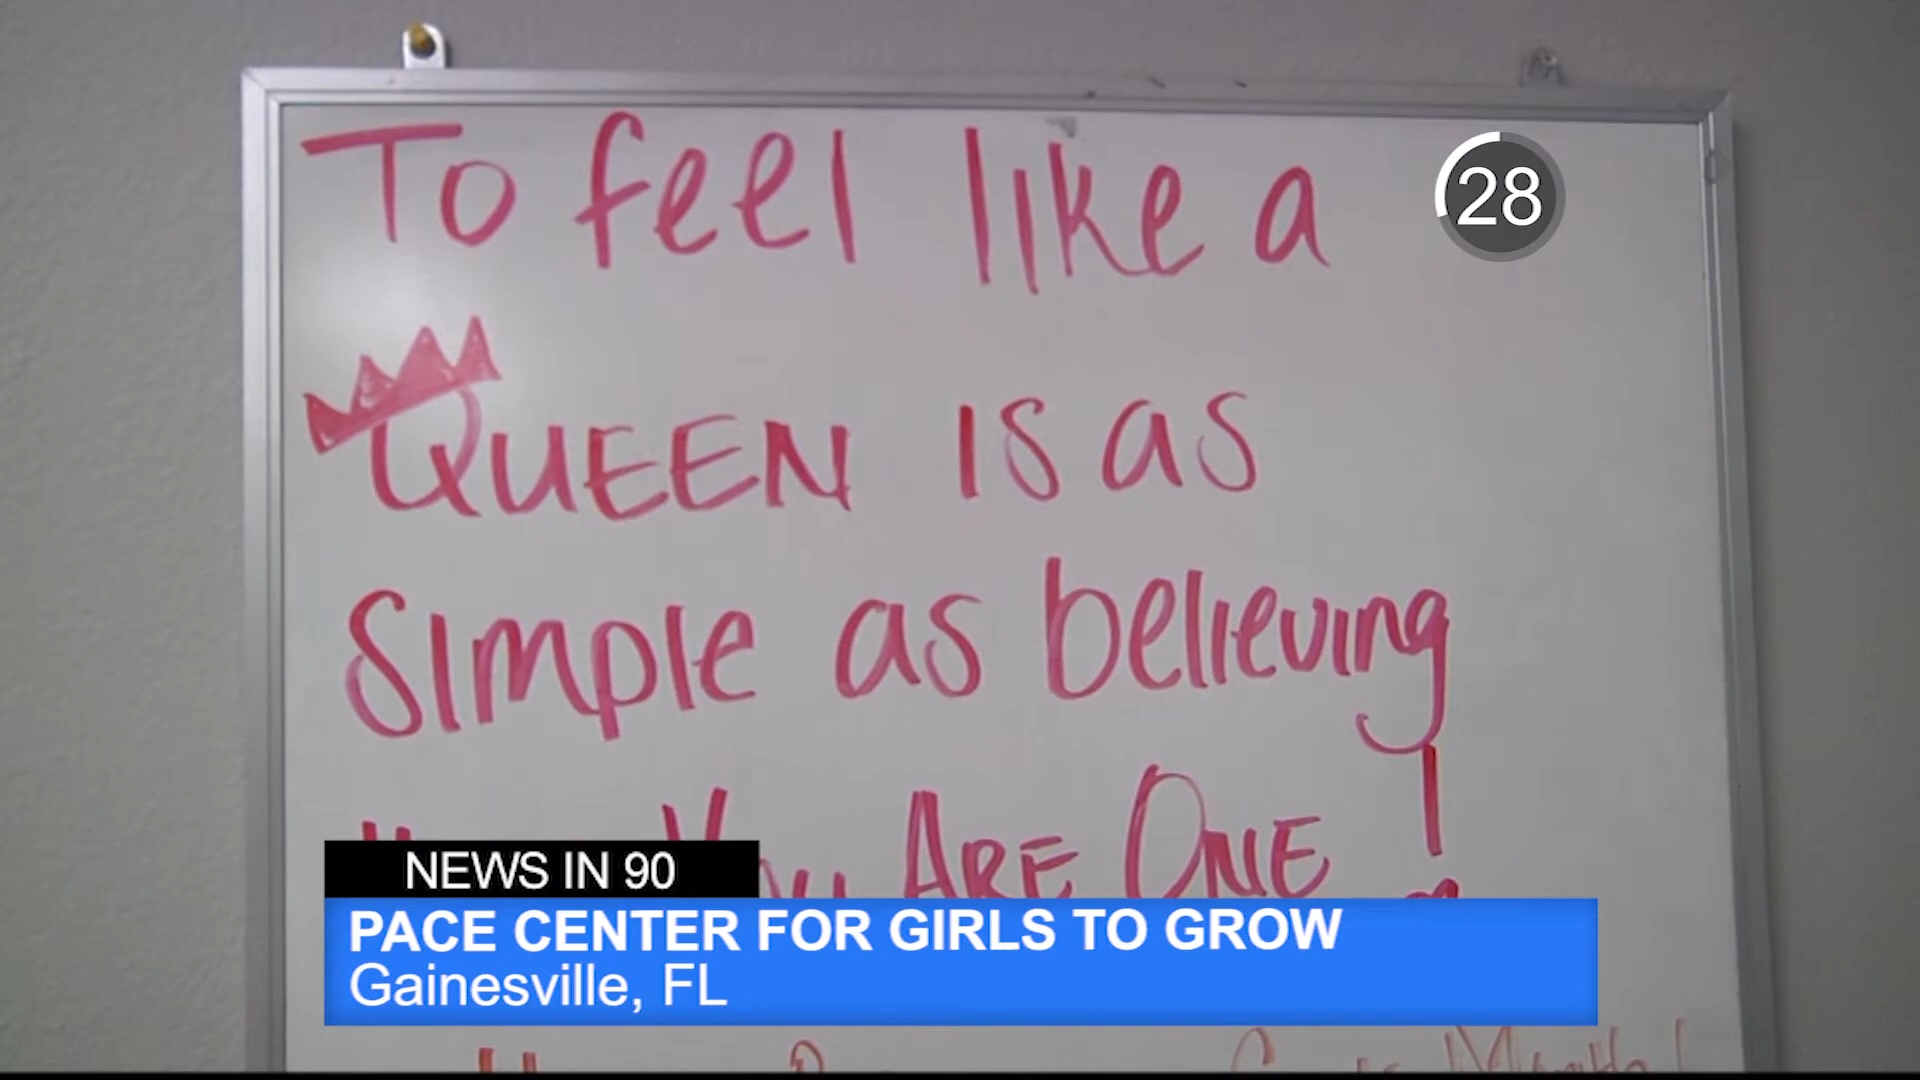 To feel like a
28
QUEEN is as
Simple as believing
You ARE ONE !
NEWS IN 90
PACE CENTER FOR GIRLS TO GROW
Gainesville, FL